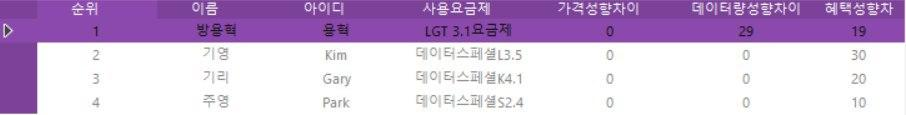 순위 이름 아이디 사용요금제 가격성향차이 데이터량성향차이 혜택성향차
1 방용혁 용혁 LGT 3.1요금제 0 29 19
2 기영 Kim 데이터스페셜L3.5 0 0 30
3 기리 Gary 데이터스페셜K4.1 0 0 20
4 주영 Park 데이터스페셜S2.4 0 0 10